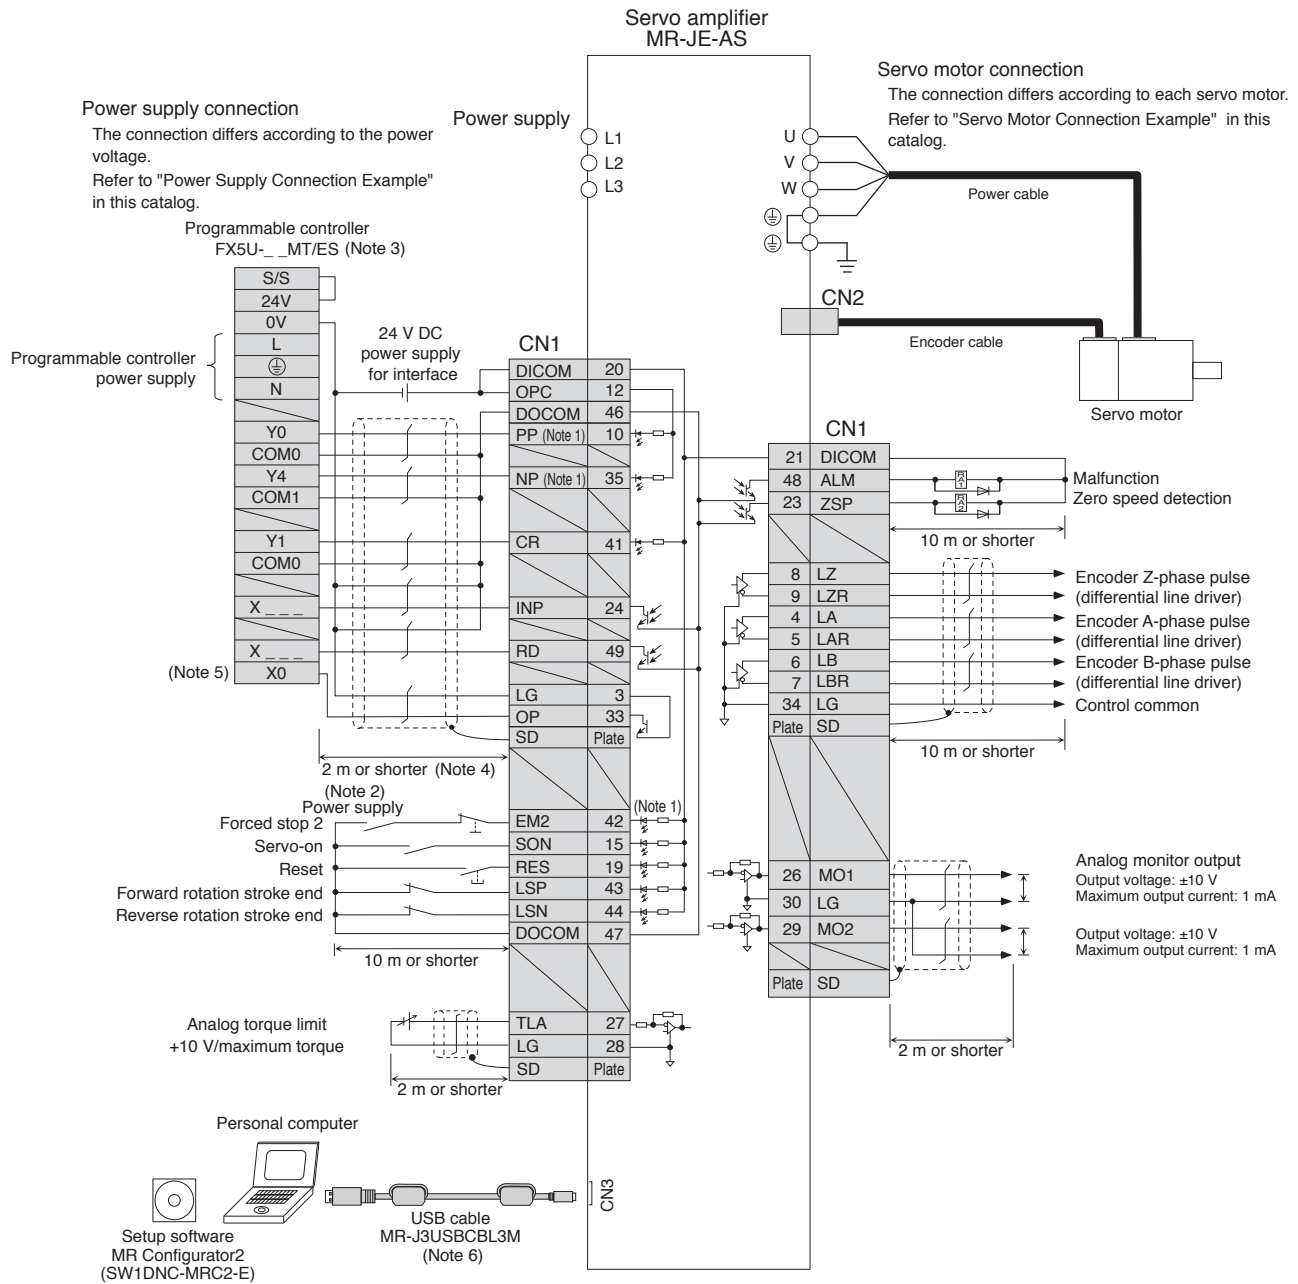 Servo amplifier
MR-JE-AS
Power supply connection
The connection differs according to the power
voltage.
Refer to "Power Supply Connection Example"
in this catalog.
Power supply
L1
L2
L3
U
V
W
Servo motor connection
The connection differs according to each servo motor.
Refer to "Servo Motor Connection Example" in this
catalog.
Power cable
CN2
Encoder cable
Servo motor
Programmable controller
FX5U-_ _MT/ES (Note 3)
S/S
24V
0V
L
N
Programmable controller
power supply
Y0
COM0
Y4
COM1
Y1
COM0
X _ _ _
X _ _ _
(Note 5)
X0
24 V DC
power supply
for interface
CN1
DICOM 20
OPC 12
DOCOM 46
PP (Note 1) 10
NP (Note 1) 35
CR 41
INP 24
RD 49
LG 3
OP 33
SD Plate
2 m or shorter (Note 4)
(Note 2)
Power supply
(Note 1)
Forced stop 2 EM2 42
Servo-on SON 15
Reset RES 19
Forward rotation stroke end LSP 43
Reverse rotation stroke end LSN 44
DOCOM 47
10 m or shorter
Analog torque limit
+10 V/maximum torque
TLA 27
LG 28
SD Plate
2 m or shorter
CN1
21 DICOM
48 ALM
23 ZSP
RA1
RA2
Malfunction
Zero speed detection
10 m or shorter
8 LZ
9 LZR
4 LA
5 LAR
6 LB
7 LBR
34 LG
Plate SD
Encoder Z-phase pulse
(differential line driver)
Encoder A-phase pulse
(differential line driver)
Encoder B-phase pulse
(differential line driver)
Control common
10 m or shorter
26 MO1
30 LG
29 MO2
Plate SD
Analog monitor output
Output voltage: ±10 V
Maximum output current: 1 mA
Output voltage: ±10 V
Maximum output current: 1 mA
2 m or shorter
Personal computer
CN3
USB cable
MR-J3USBCBL3M
(Note 6)
Setup software
MR Configurator2
(SW1DNC-MRC2-E)